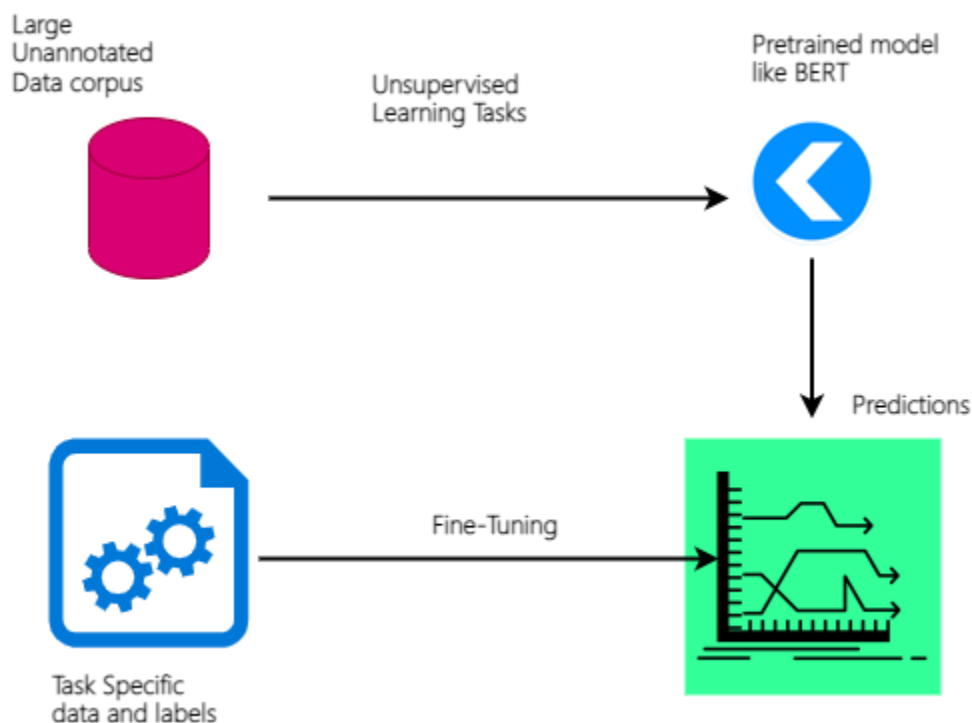 Large
Unannotated
Data corpus
Unsupervised
Learning Tasks
Pretrained model
like BERT
Predictions
Fine-Tuning
Task Specific
data and labels